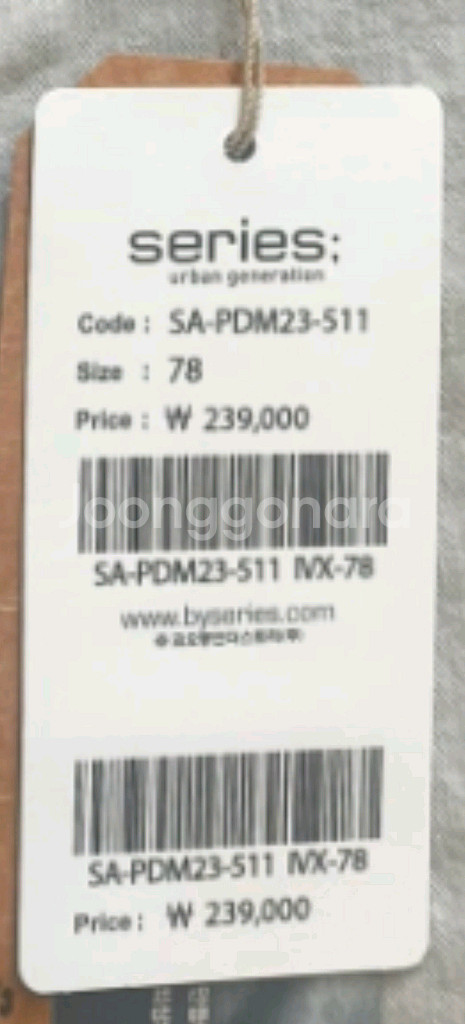 series;
urban generation
Code : SA-PDM23-511
Size : 78
Price : ₩ 239,000
Joonggonara
SA-PDM23-511 IVX-78
www.byseries.com
SA-PDM23-511 IVX-78
Price : ₩ 239,000